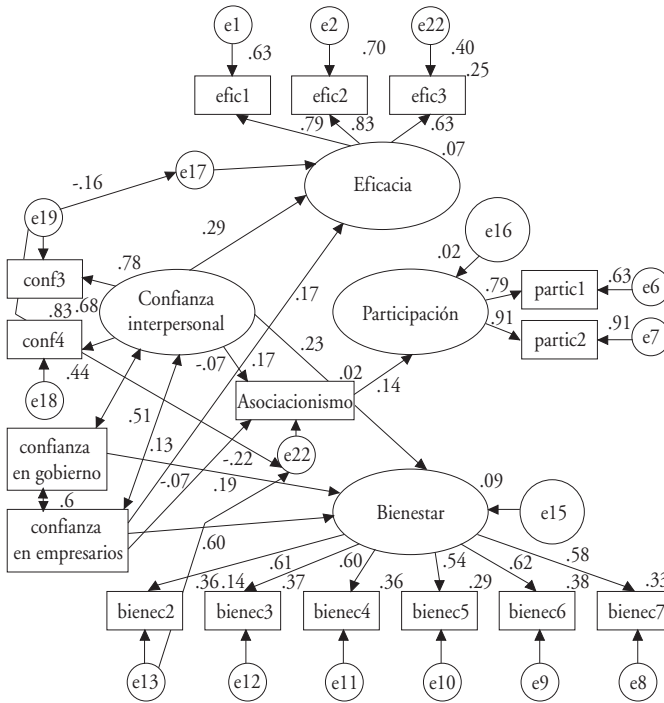 e1
e2
e22
.63
.70
.40
.25
efic1
efic2
efic3
.79
.83
.63
.07
Eficacia
e17
-.16
e19
.29
.02
e16
conf3
.78
.68
.83
conf4
Confianza
interpersonal
.17
Participación
.79
.91
partic1
.63
e6
partic2
.91
e7
e18
.44
-.07
.17
.23
.02
.14
Asociacionismo
.51
.13
e22
confianza
en gobierno
.6
confianza
en empresarios
-.22
-.07
.19
.60
Bienestar
.09
e15
.61
.36
.14
.37
.60
.36
.54
.29
.62
.38
.58
.33
bienec2
bienec3
bienec4
bienec5
bienec6
bienec7
e13
e12
e11
e10
e9
e8